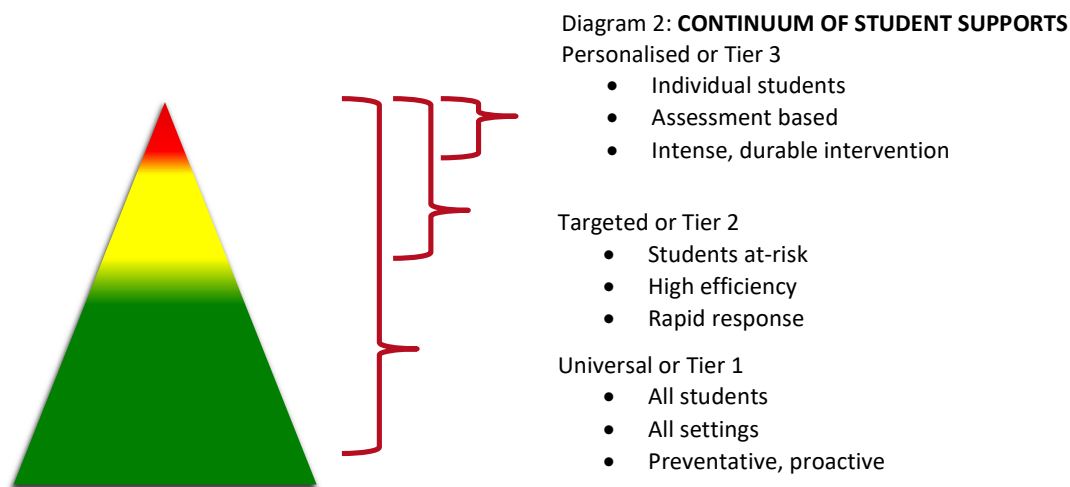 Diagram 2: CONTINUUM OF STUDENT SUPPORTS
Personalised or Tier 3
• Individual students
• Assessment based
• Intense, durable intervention
Targeted or Tier 2
• Students at-risk
• High efficiency
• Rapid response
Universal or Tier 1
• All students
• All settings
• Preventative, proactive